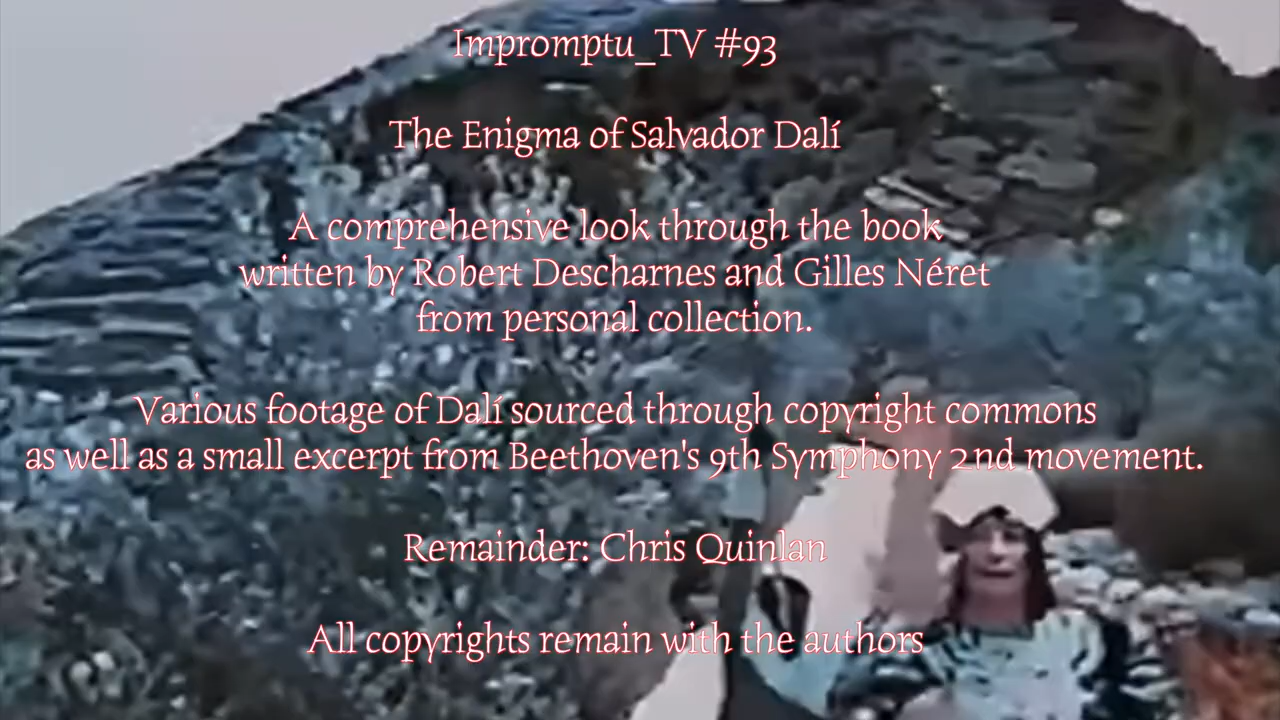 Impromptu_TV #93
The Enigma of Salvador Dalí
A comprehensive look through the book
written by Robert Descharnes and Gilles Néret
from personal collection.
Various footage of Dalí sourced through copyright commons
as well as a small excerpt from Beethoven's 9th Symphony 2nd movement.
Remainder: Chris Quinlan
All copyrights remain with the authors